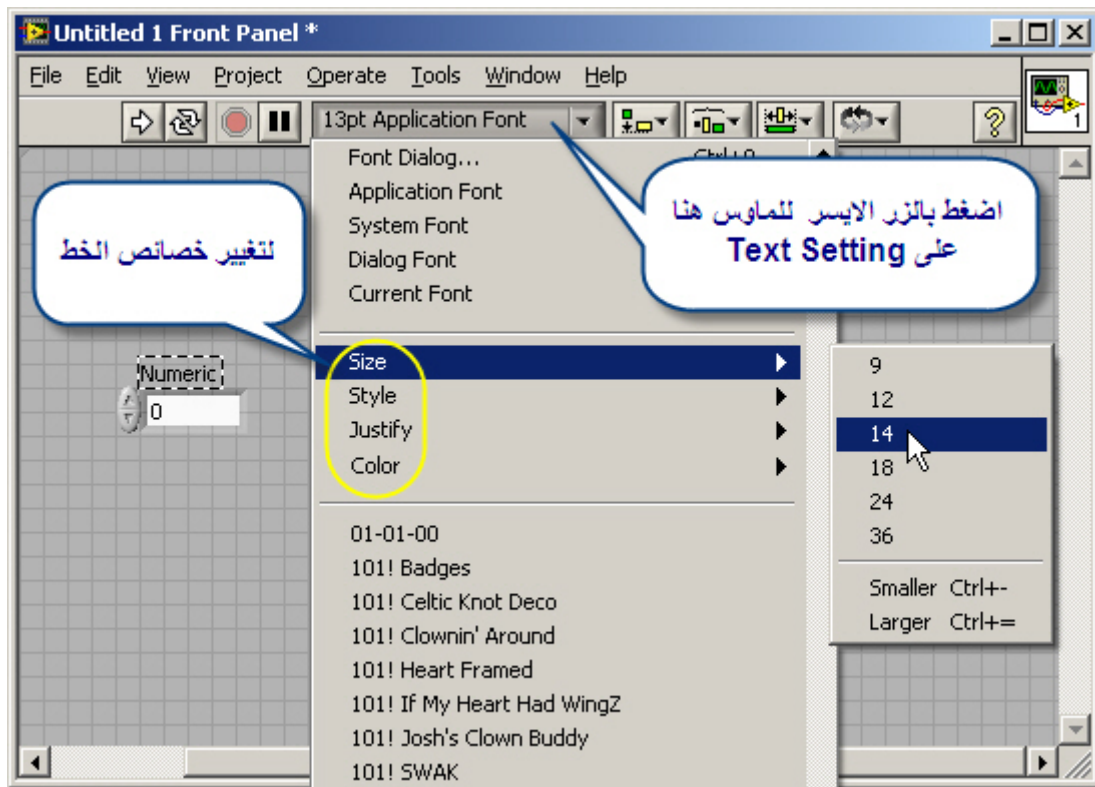 Untitled 1 Front Panel *
File Edit View Project Operate Tools Window Help
13pt Application Font
1
Font Dialog...
Application Font
System Font
Dialog Font
Current Font
اضغط بالزر الايسر للماوس هنا
على Text Setting
لتغيير خصائص الخط
Numeric
0
Size
Style
Justify
Color
9
12
14
18
24
36
Smaller Ctrl+-
Larger Ctrl+=
01-01-00
101! Badges
101! Celtic Knot Deco
101! Clownin' Around
101! Heart Framed
101! If My Heart Had WingZ
101! Josh's Clown Buddy
101! SWAK